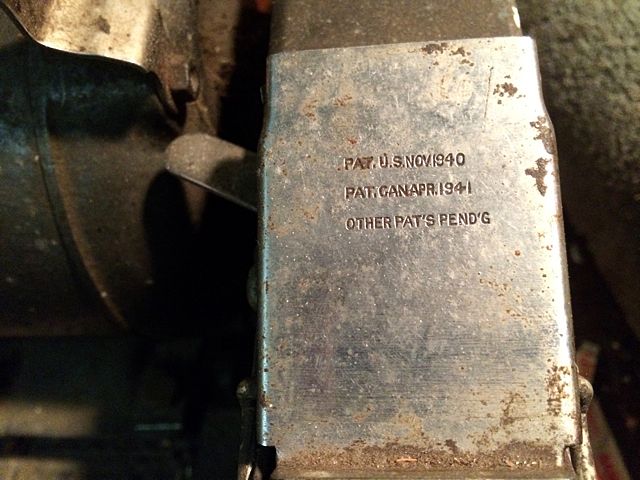 PAT. U.S. NOV. 1940
PAT. CAN. APR. 1941
OTHER PAT'S PEND'G